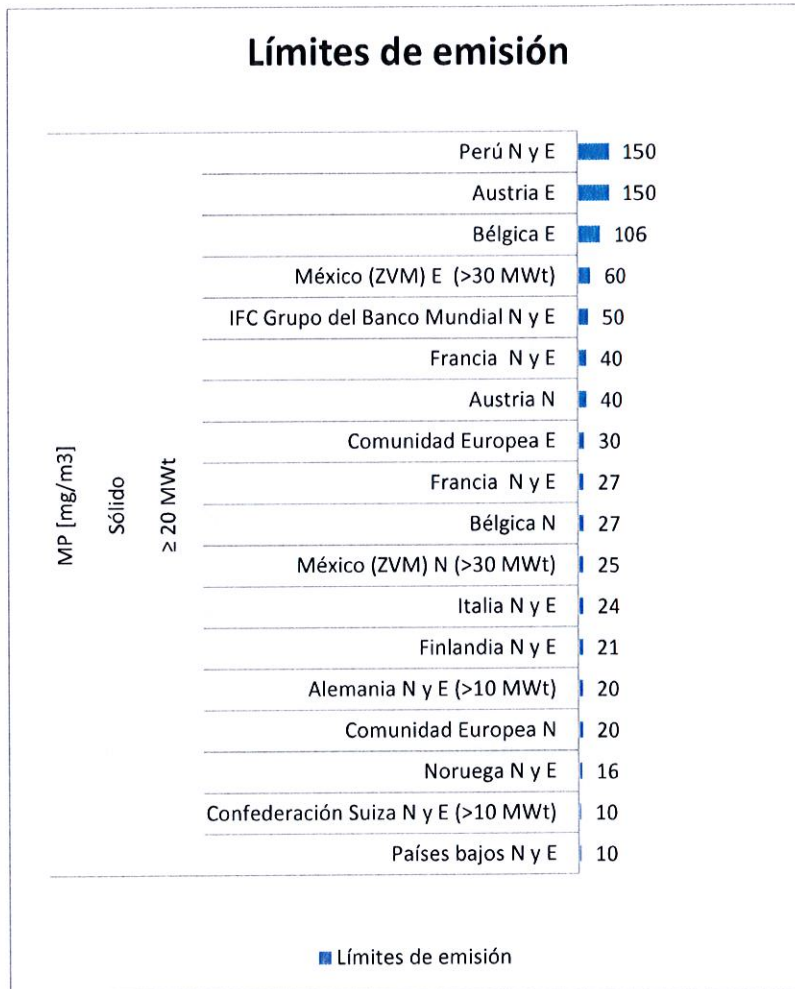 Límites de emisión
MP [mg/m3]
Sólido
≥ 20 MWt
Perú N y E 150
Austria E 150
Bélgica E 106
México (ZVM) E (>30 MWt) 60
IFC Grupo del Banco Mundial N y E 50
Francia N y E 40
Austria N 40
Comunidad Europea E 30
Francia N y E 27
Bélgica N 27
México (ZVM) N (>30 MWt) 25
Italia N y E 24
Finlandia N y E 21
Alemania N y E (>10 MWt) 20
Comunidad Europea N 20
Noruega N y E 16
Confederación Suiza N y E (>10 MWt) 10
Países bajos N y E 10
Límites de emisión